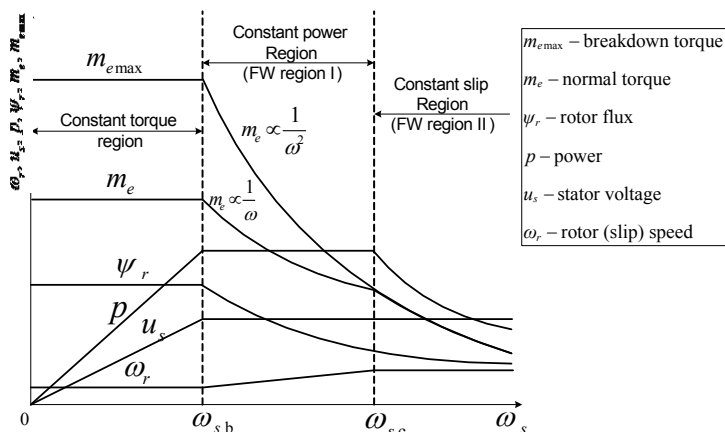 ω_r, u_s, p, ψ_r, m_e, m_emax
m_emax
Constant torque
region
Constant power
Region
(FW region I)
Constant slip
Region
(FW region II)
m_e ∝ 1/ω²
m_e
m_e ∝ 1/ω
ψ_r
p
u_s
ω_r
0
ω_sb
ω_sc
ω_s
m_emax – breakdown torque
m_e – normal torque
ψ_r – rotor flux
p – power
u_s – stator voltage
ω_r – rotor (slip) speed